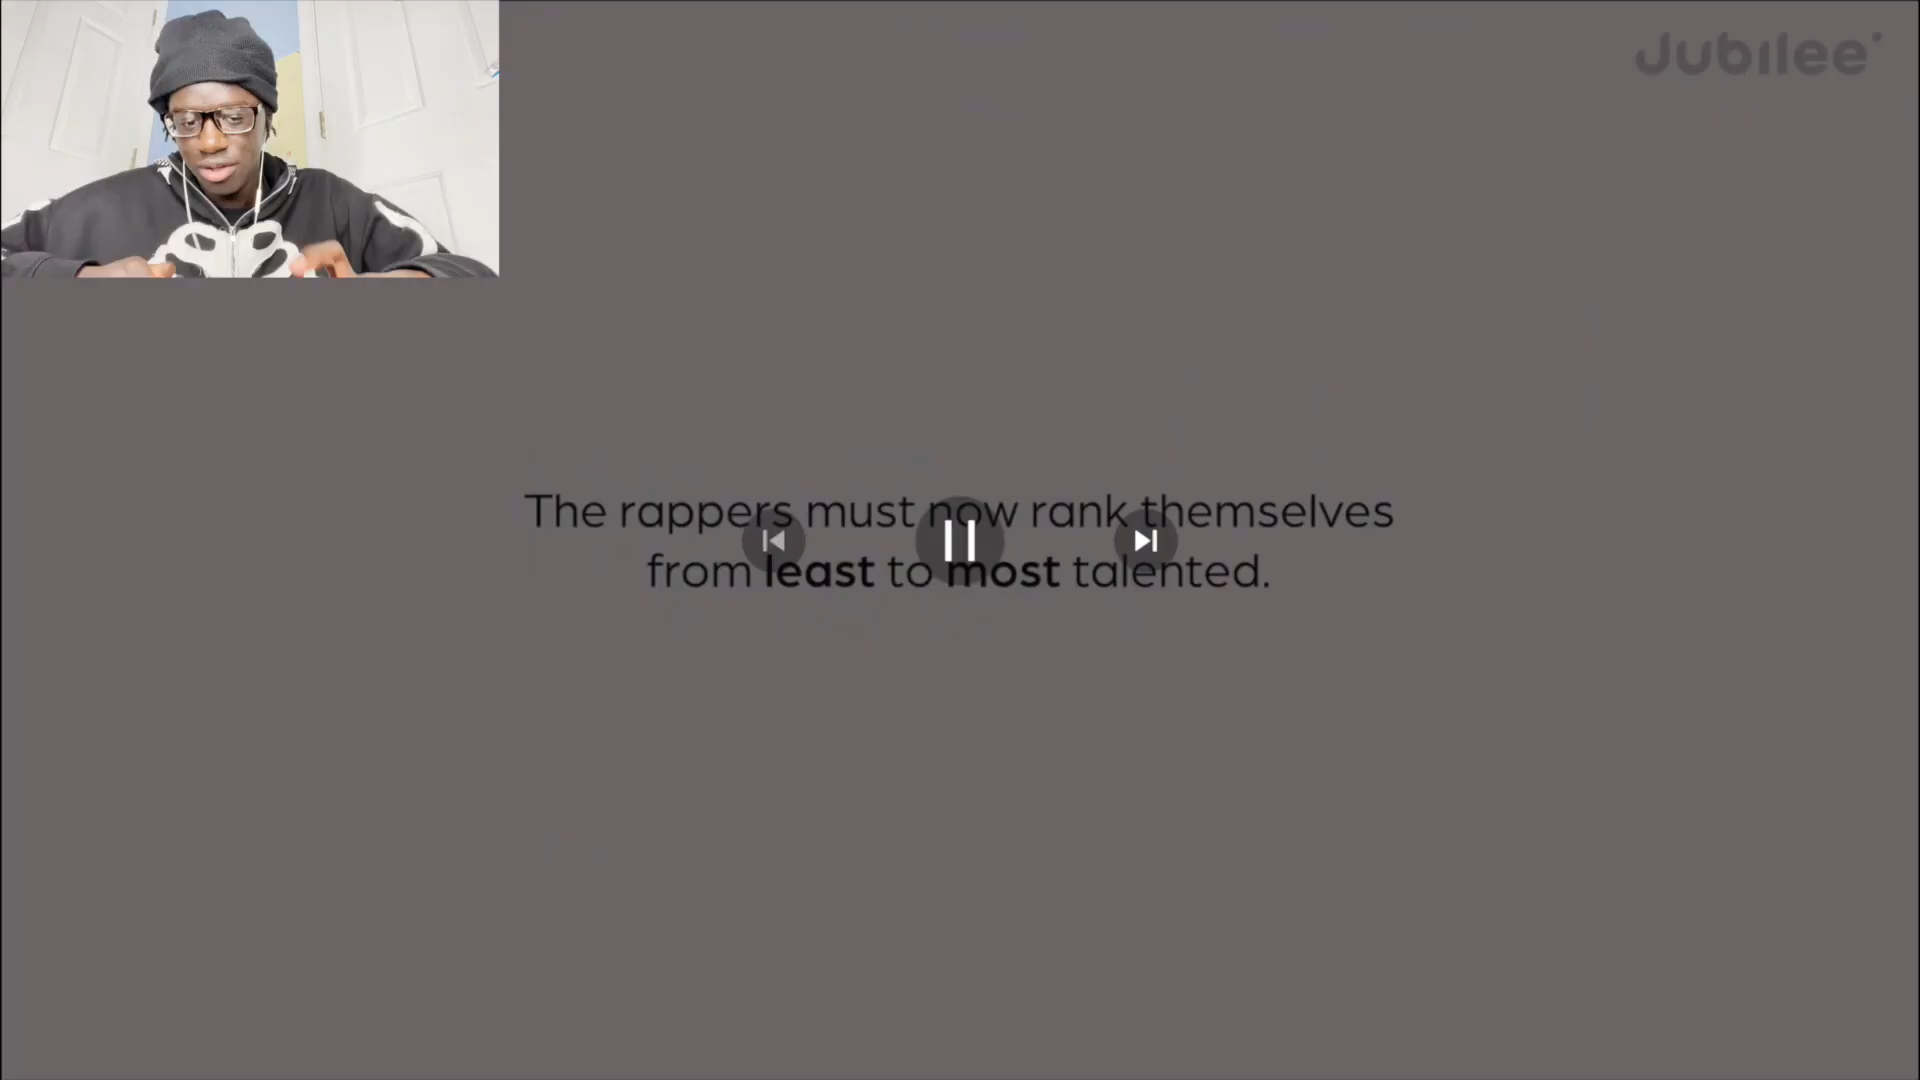 Jubilee
The rappers must now rank themselves
from least to most talented.